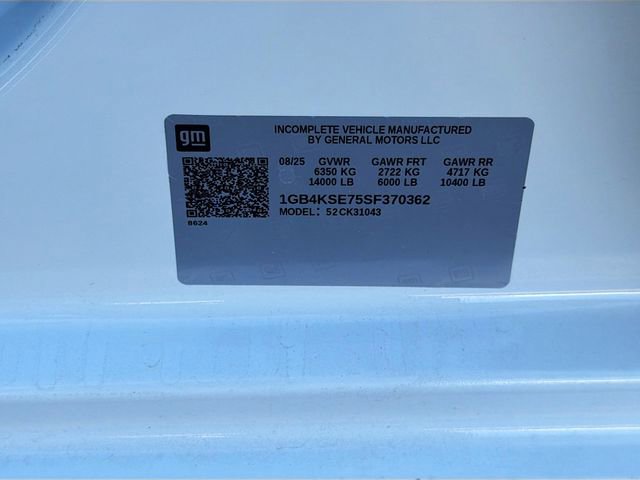 gm
INCOMPLETE VEHICLE MANUFACTURED
BY GENERAL MOTORS LLC
08/25 GVWR GAWR FRT GAWR RR
6350 KG 2722 KG 4717 KG
14000 LB 6000 LB 10400 LB
1GB4KSE75SF370362
MODEL: 52CK31043
8624